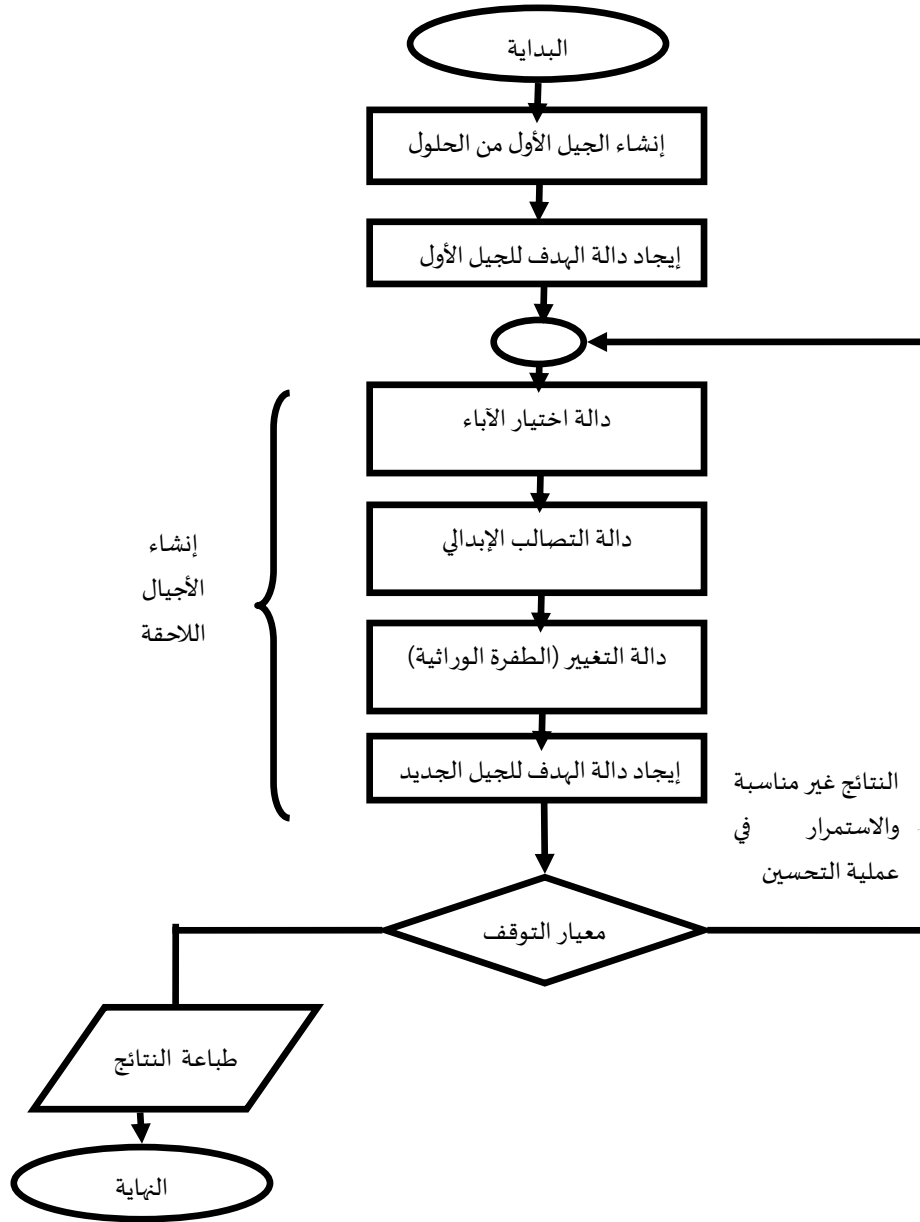 البداية
إنشاء الجيل الأول من الحلول
إيجاد دالة الهدف للجيل الأول
دالة اختيار الآباء
دالة التصالب الإبدالي
دالة التغيير (الطفرة الوراثية)
إيجاد دالة الهدف للجيل الجديد
إنشاء
الأجيال
اللاحقة
النتائج غير مناسبة
والاستمرار في
عملية التحسين
معيار التوقف
طباعة النتائج
النهاية